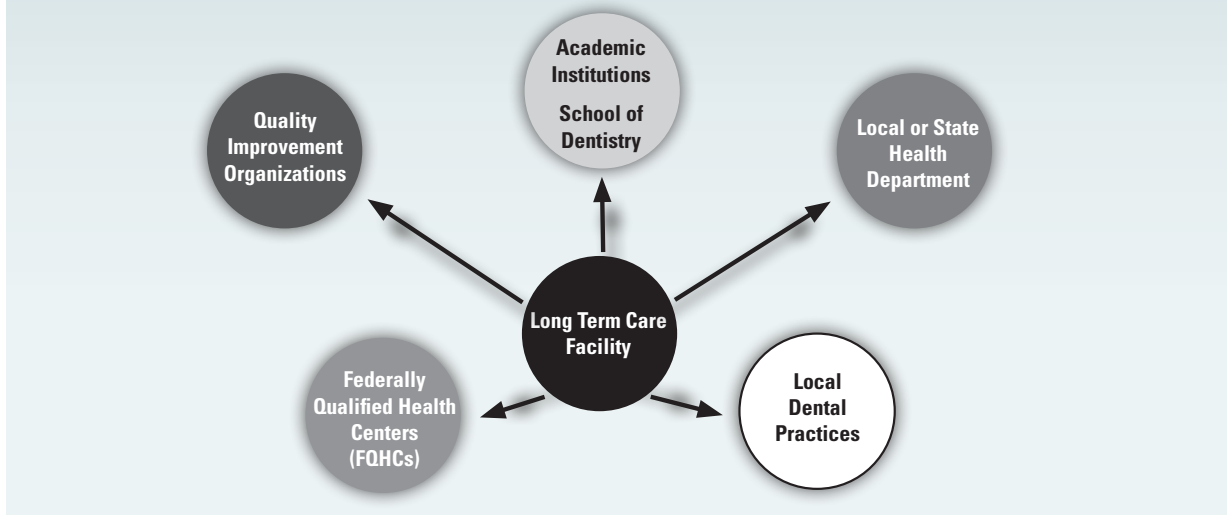 Academic
Institutions
School of
Dentistry
Quality
Improvement
Organizations
Local or State
Health
Department
Long Term Care
Facility
Federally
Qualified Health
Centers
(FQHCs)
Local
Dental
Practices